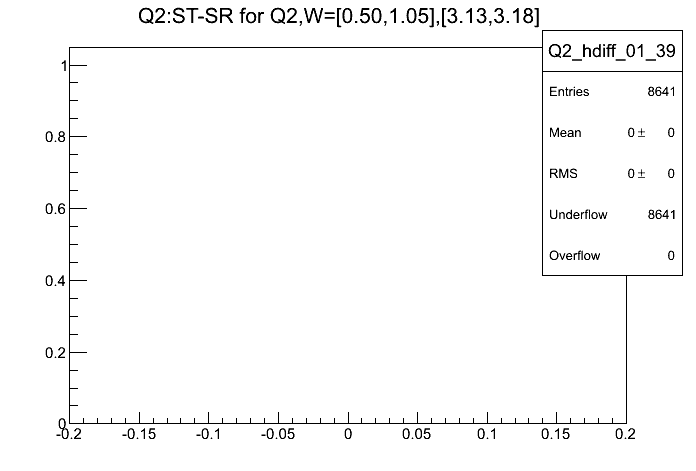 Q2:ST-SR for Q2,W=[0.50,1.05],[3.13,3.18]
Q2_hdiff_01_39
Entries 8641
Mean 0 ± 0
RMS 0 ± 0
Underflow 8641
Overflow 0
1
0.8
0.6
0.4
0.2
0
-0.2 -0.15 -0.1 -0.05 0 0.05 0.1 0.15 0.2